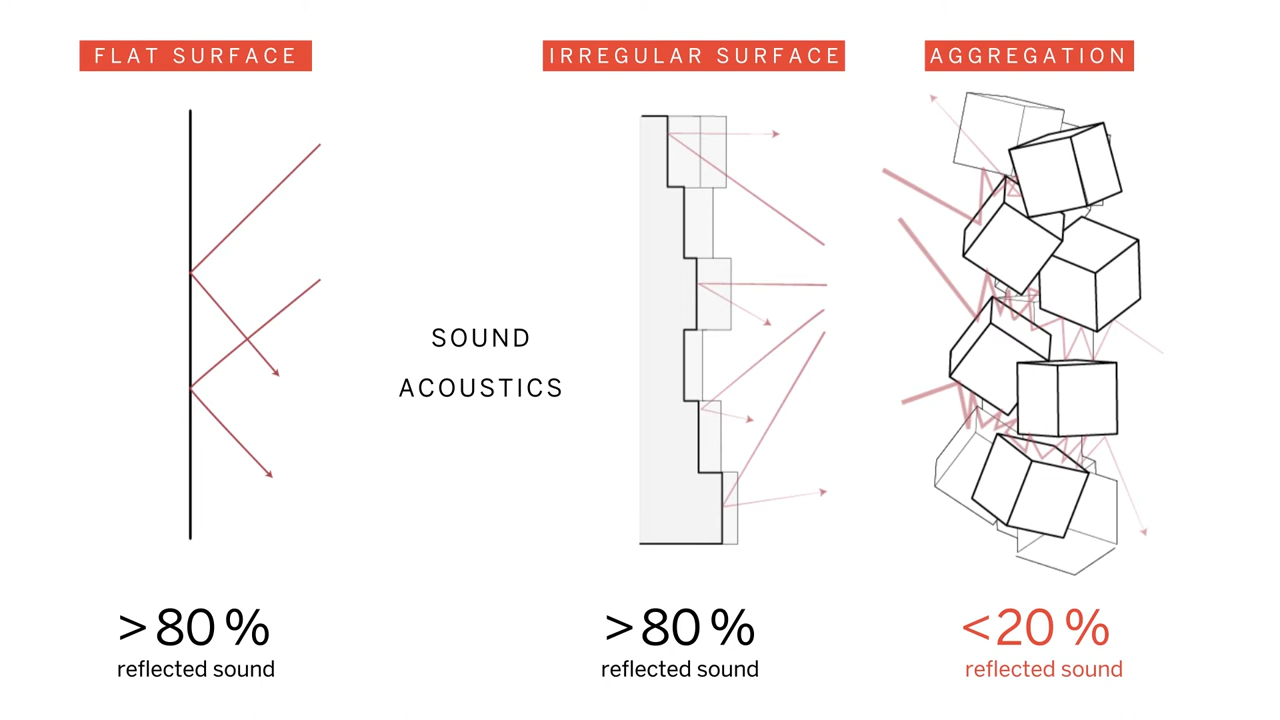 FLAT SURFACE
IRREGULAR SURFACE
AGGREGATION
SOUND
ACOUSTICS
>80 %
reflected sound
>80 %
reflected sound
<20 %
reflected sound